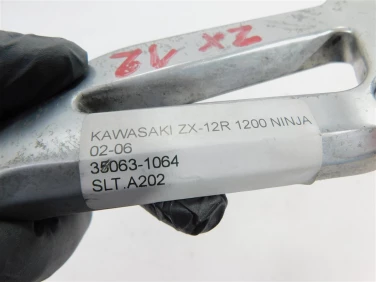 ZX 12
KAWASAKI ZX-12R 1200 NINJA
02-06
35063-1064
SLT.A202